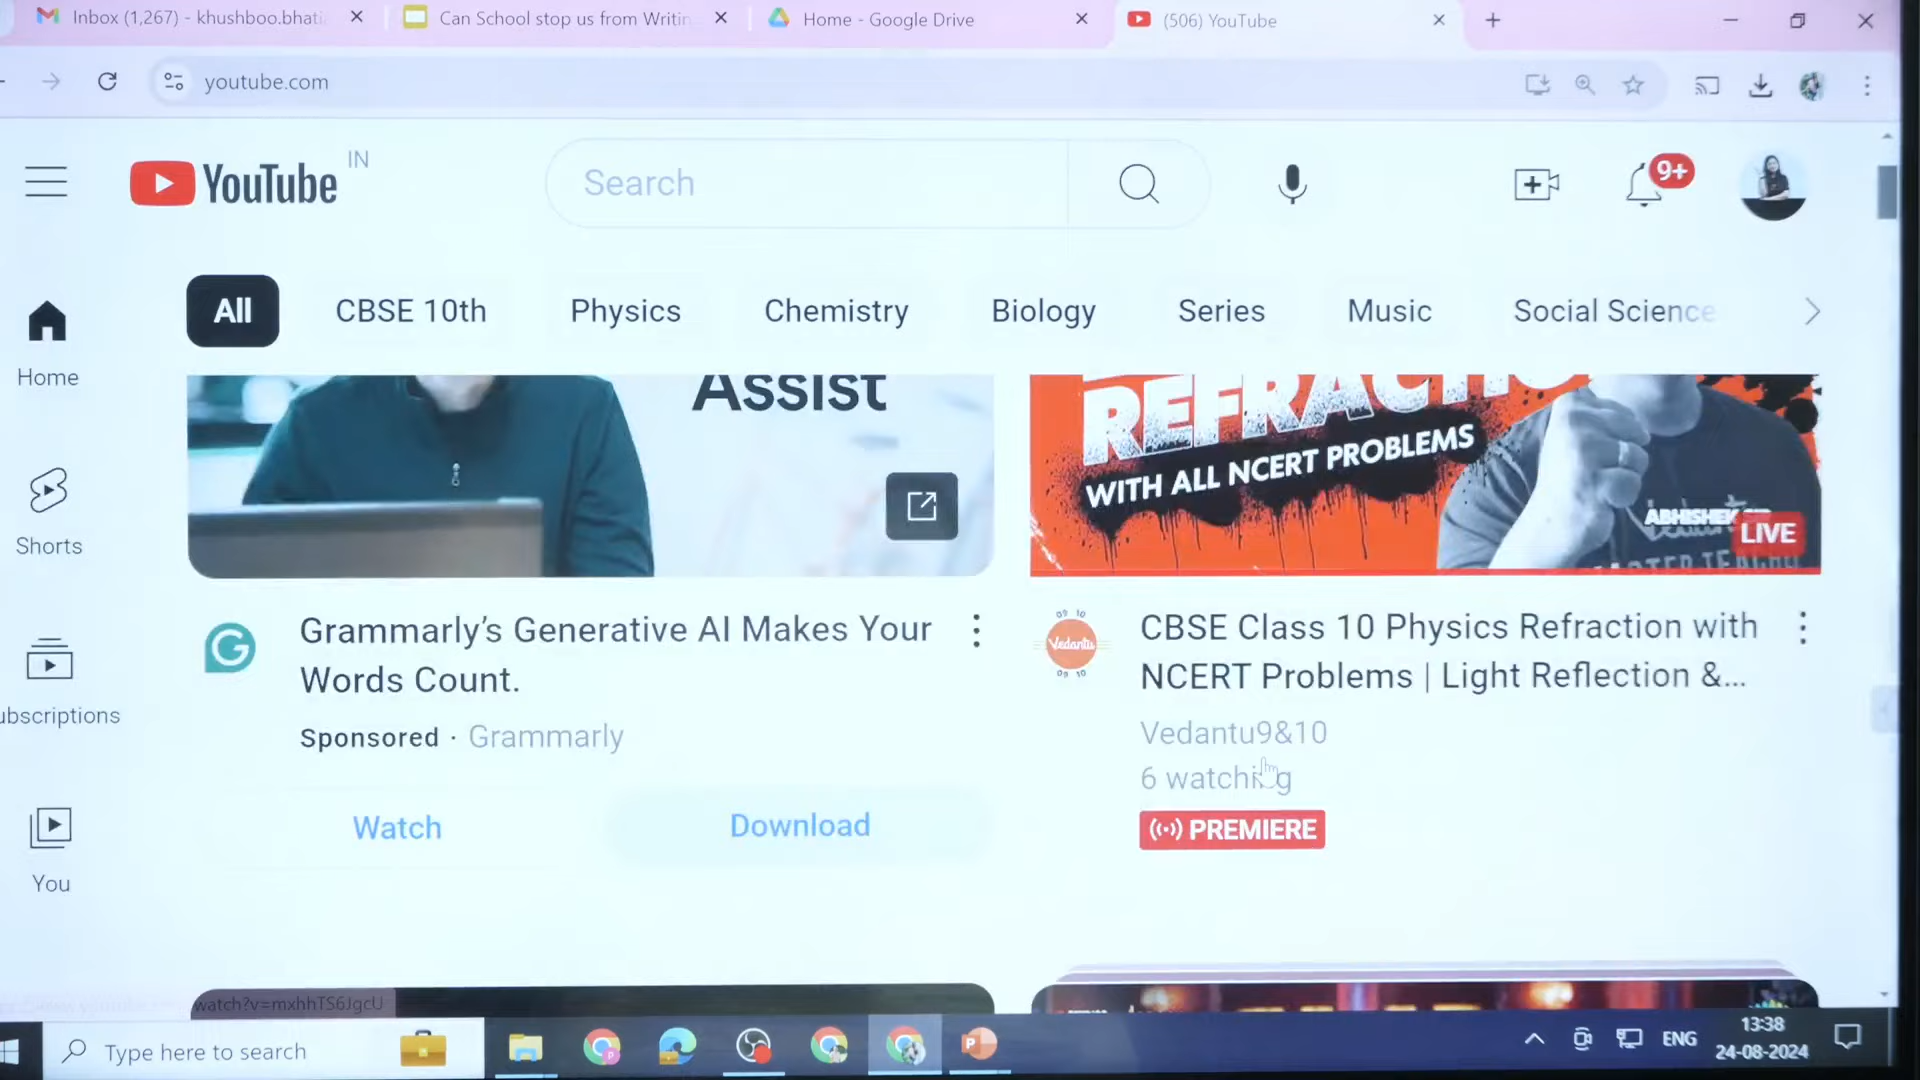 Inbox (1,267) - khushboo.bhati
Can School stop us from Writin
Home - Google Drive
(506) YouTube
youtube.com
YouTube IN
Search
9+
All
CBSE 10th
Physics
Chemistry
Biology
Series
Music
Social Science
Home
Shorts
ubscriptions
You
Assist
REFRACTIO
WITH ALL NCERT PROBLEMS
ABHISHEK
LIVE
Grammarly's Generative AI Makes Your
Words Count.
Sponsored · Grammarly
Watch
Download
Vedantu
CBSE Class 10 Physics Refraction with
NCERT Problems | Light Reflection &...
Vedantu9&10
6 watching
PREMIERE
watch?v=mxhhTS6JgcU
Type here to search
ENG
13:38
24-08-2024